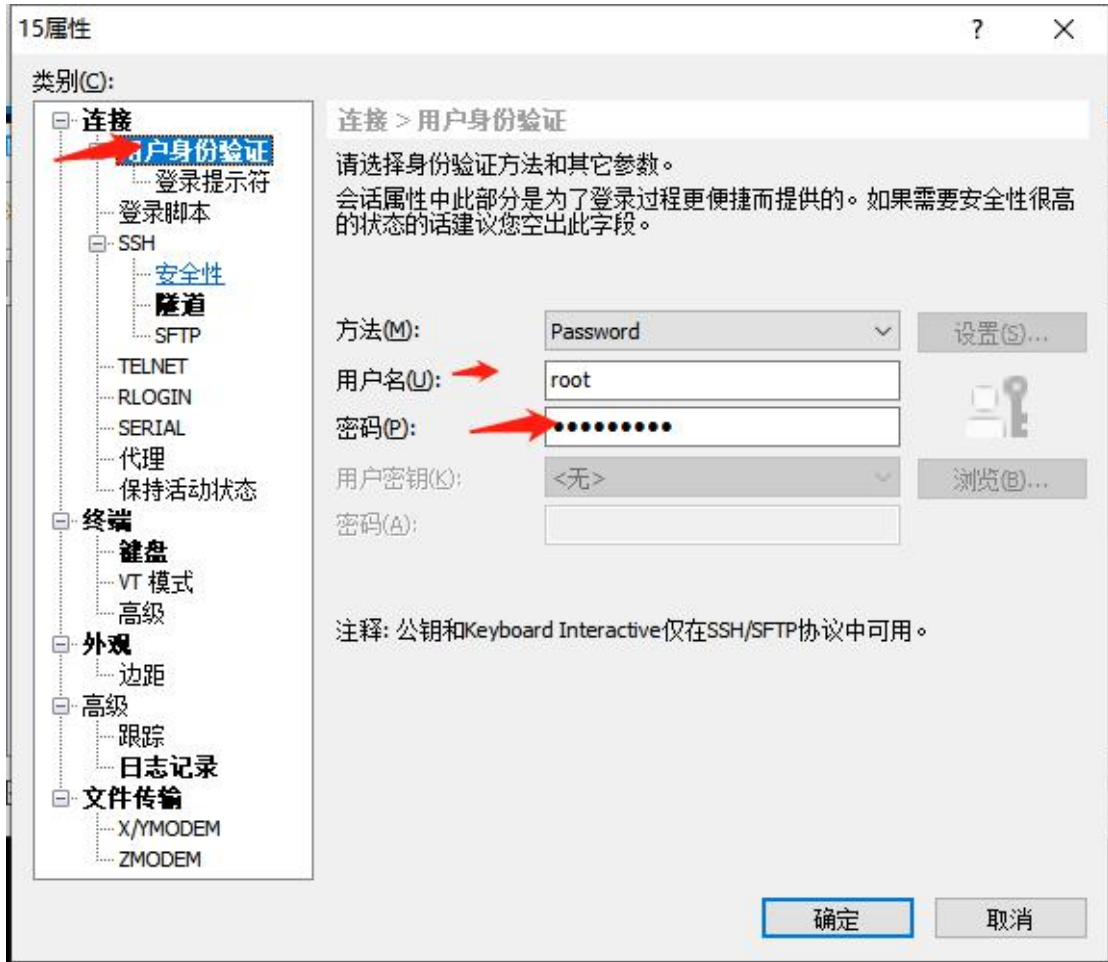 15属性
?
类别(C):
连接
用户身份验证
登录提示符
登录脚本
SSH
安全性
隧道
SFTP
TELNET
RLOGIN
SERIAL
代理
保持活动状态
终端
键盘
VT 模式
高级
外观
边距
高级
跟踪
日志记录
文件传输
X/YMODEM
ZMODEM
连接 > 用户身份验证
请选择身份验证方法和其它参数。
会话属性中此部分是为了登录过程更便捷而提供的。如果需要安全性很高
的状态的话建议您空出此字段。
方法(M): Password 设置(S)...
用户名(U): root
密码(P): •••••••••
用户密钥(K): <无> 浏览(B)...
密码(A):
注释: 公钥和Keyboard Interactive仅在SSH/SFTP协议中可用。
确定 取消